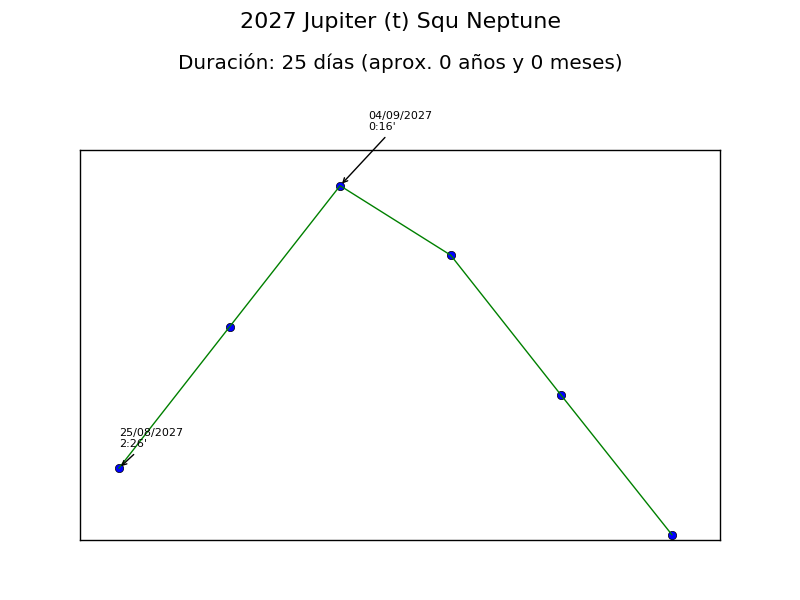 2027 Jupiter (t) Squ Neptune
Duración: 25 días (aprox. 0 años y 0 meses)
04/09/2027
0:16'
25/08/2027
2:26'